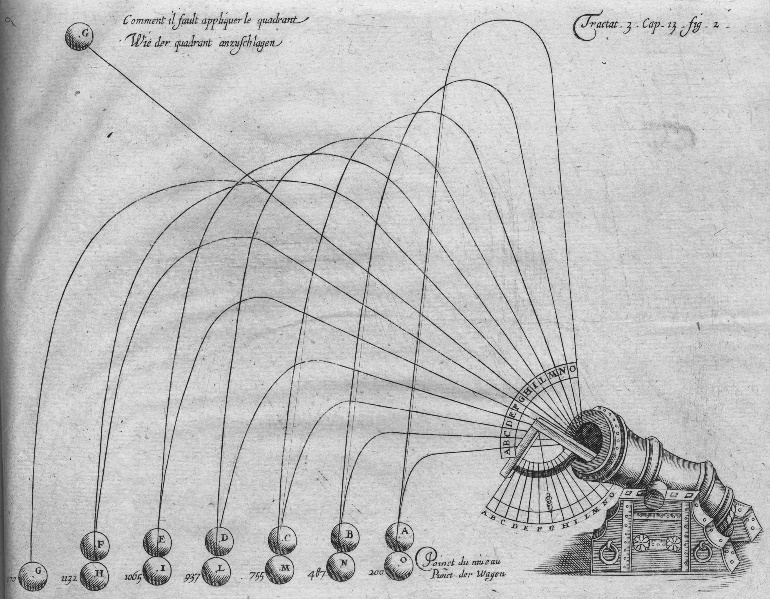 Comment il fault appliquer le quadrant
Wie der quadrant anzuschlagen
Tractat. 3. Cap. 13. fig. 2.
G
A B C D E F G H I L M N O
A B C D E F G H I L M N O
F E D C B A
G H I L M N O
1132 1065 937 755 487 200
Poinct du niveau
Punct der Wagen